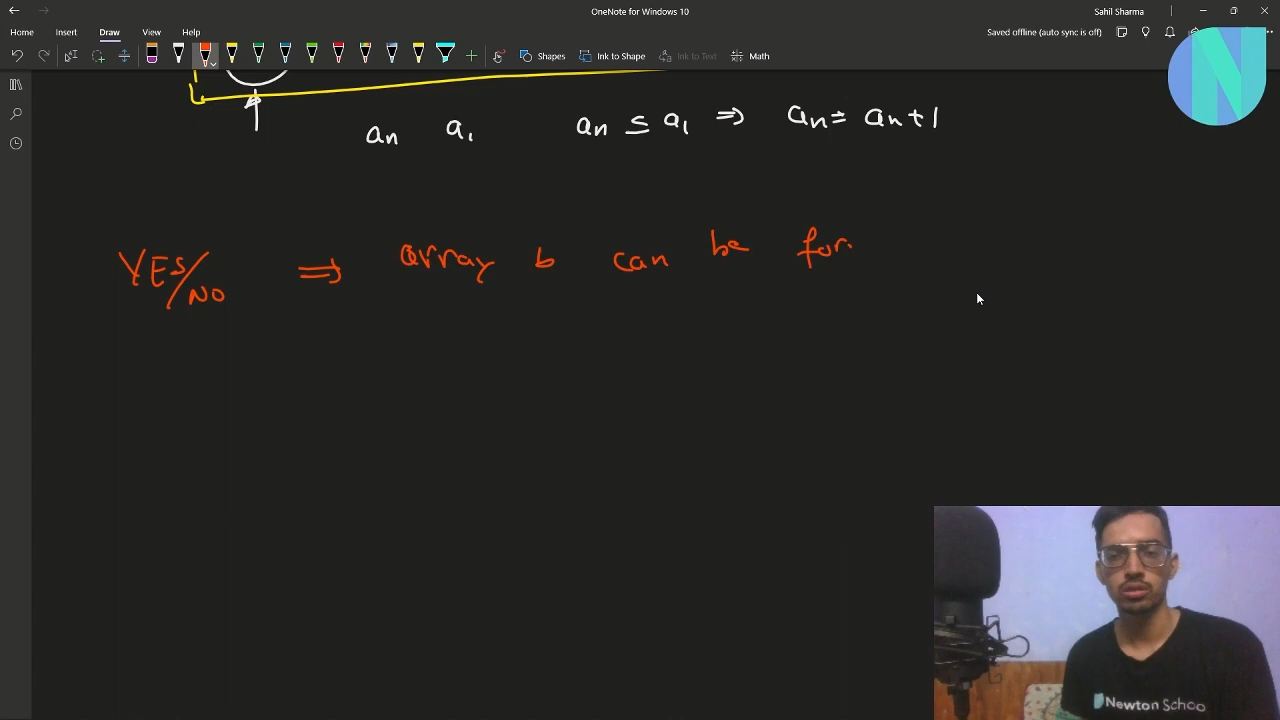 OneNote for Windows 10
Sahil Sharma
Home Insert Draw View Help
Saved offline (auto sync is off)
Shapes Ink to Shape Ink to Text Math
an a1 an ≤ a1 ⇒ an = an + 1
YES/NO ⇒ array b can be for
Newton Schoo